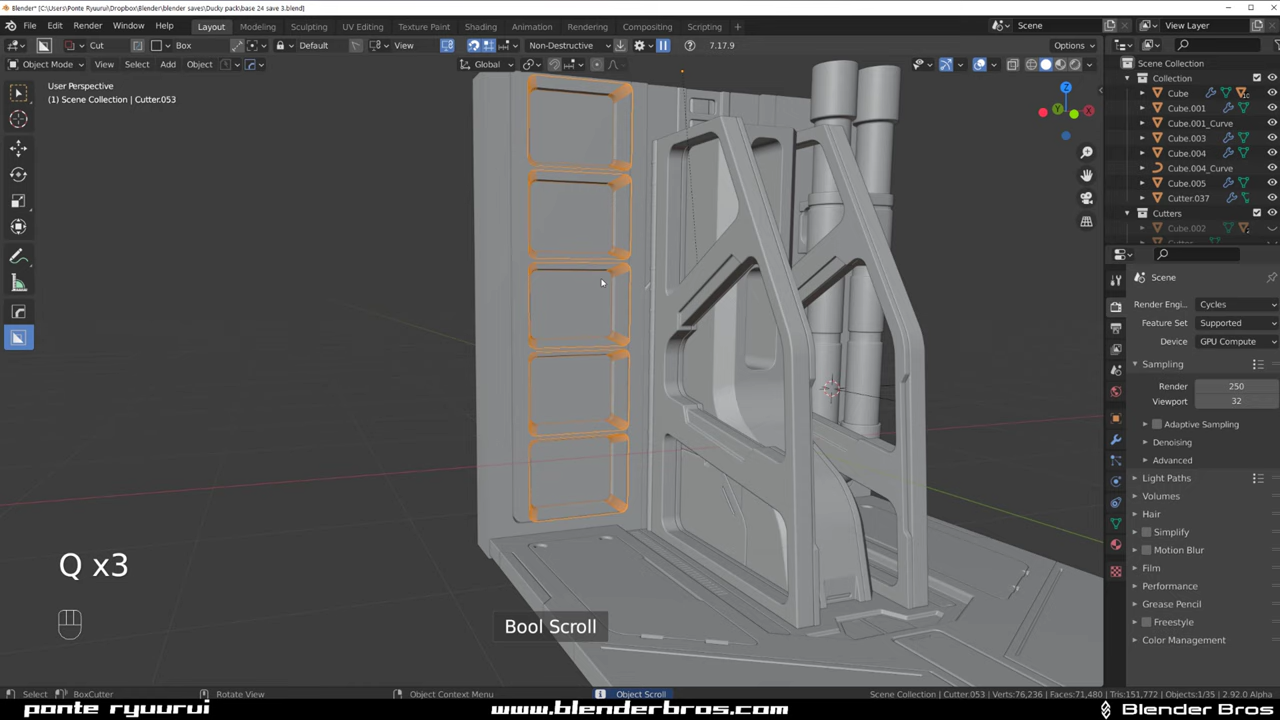 Blender* [C:\Users\Ponte Ryuurui\Dropbox\Blender\blender saves\Ducky pack\base 24 save 3.blend]
File Edit Render Window Help Layout Modeling Sculpting UV Editing Texture Paint Shading Animation Rendering Compositing Scripting Scene View Layer
Cut Box Default View Non-Destructive 7.17.9 Options
Object Mode View Select Add Object Global
User Perspective
(1) Scene Collection | Cutter.053
Scene Collection
Collection
Cube
Cube.001
Cube.001_Curve
Cube.003
Cube.004
Cube.004_Curve
Cube.005
Cutter.037
Cutters
Cube.002
Scene
Render Engi.. Cycles
Feature Set Supported
Device GPU Compute
Sampling
Render 250
Viewport 32
Adaptive Sampling
Denoising
Advanced
Light Paths
Volumes
Hair
Simplify
Motion Blur
Film
Performance
Grease Pencil
Freestyle
Color Management
X
Y
Z
Q x3
Bool Scroll
Select BoxCutter Rotate View Object Context Menu Object Scroll Scene Collection | Cutter.053 | Verts:76,236 | Faces:71,480 | Tris:151,772 | Objects:1/35 | 2.92.0 Alpha
ponte ryuurui www.blenderbros.com Blender Bros